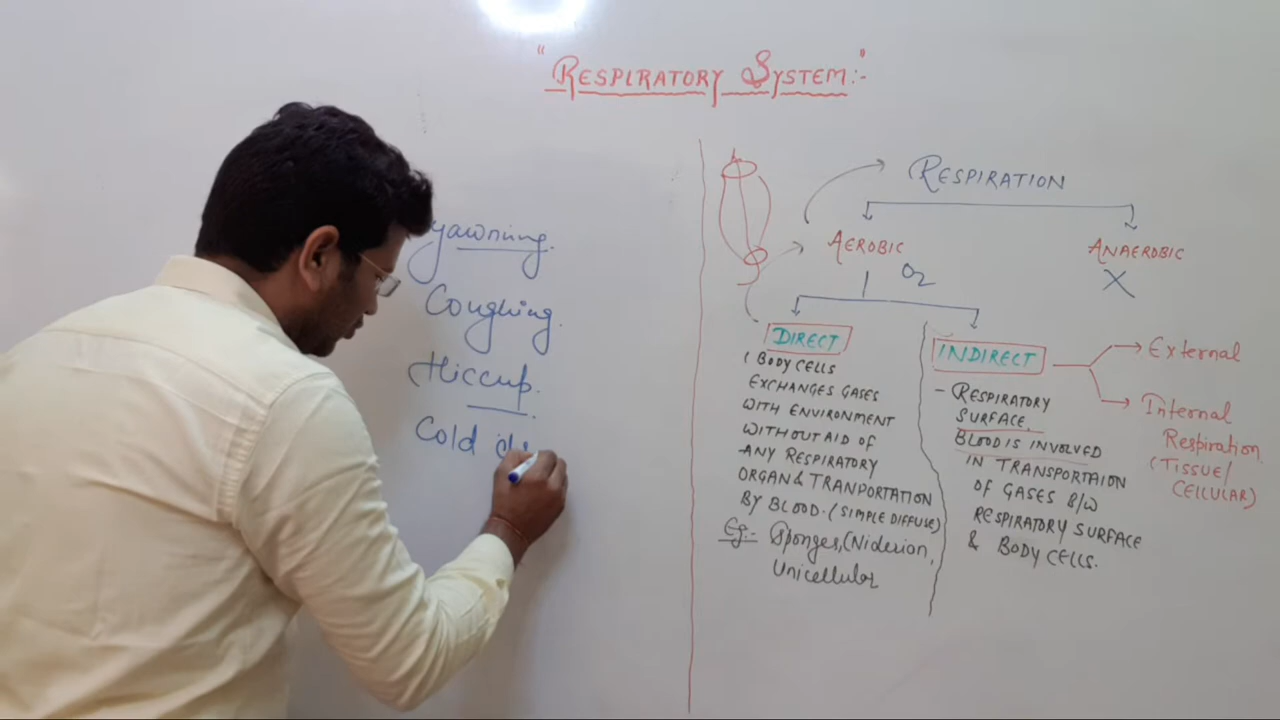 "RESPIRATORY SYSTEM:-"
yawning.
Coughing.
Hiccup.
Cold
RESPIRATION
AEROBIC
ANAEROBIC
O2
X
DIRECT
( BODY CELLS
EXCHANGES GASES
WITH ENVIRONMENT
WITHOUT AID OF
ANY RESPIRATORY
ORGAN & TRANPORTATION
BY BLOOD. (SIMPLE DIFFUSE)
Eg:- Sponges, Cniderion,
Unicellular
INDIRECT
- RESPIRATORY
SURFACE.
BLOOD IS INVOLVED
IN TRANSPORTAION
OF GASES B/W
RESPIRATORY SURFACE
& BODY CELLS.
External
Internal
Respiration
(TISSUE/
CELLULAR)